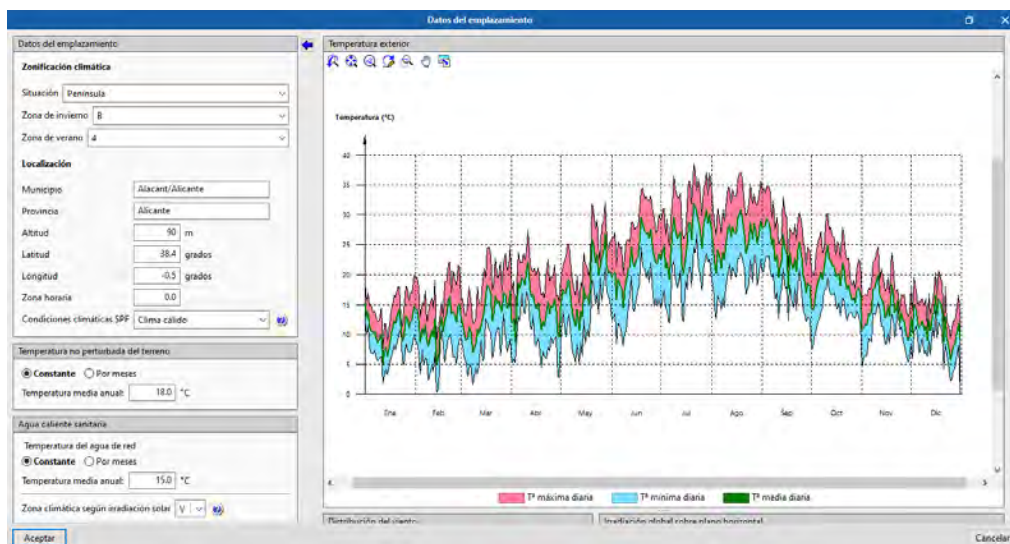 Datos del emplazamiento
Datos del emplazamiento
Zonificación climática
Situación Península
Zona de invierno B
Zona de verano 4
Localización
Municipio Alacant/Alicante
Provincia Alicante
Altitud 90 m
Latitud 38.4 grados
Longitud -0.5 grados
Zona horaria 0.0
Condiciones climáticas SPF Clima cálido
Temperatura no perturbada del terreno
Constante Por meses
Temperatura media anual: 18.0 °C
Agua caliente sanitaria
Temperatura del agua de red
Constante Por meses
Temperatura media anual: 15.0 °C
Zona climática según irradiación solar V
Temperatura exterior
Temperatura (°C)
40
35
30
25
20
15
10
5
0
Ene Feb Mar Abr May Jun Jul Ago Sep Oct Nov Dic
Tª máxima diaria Tª mínima diaria Tª media diaria
Distribución del viento Irradiación global sobre plano horizontal
Aceptar Cancelar